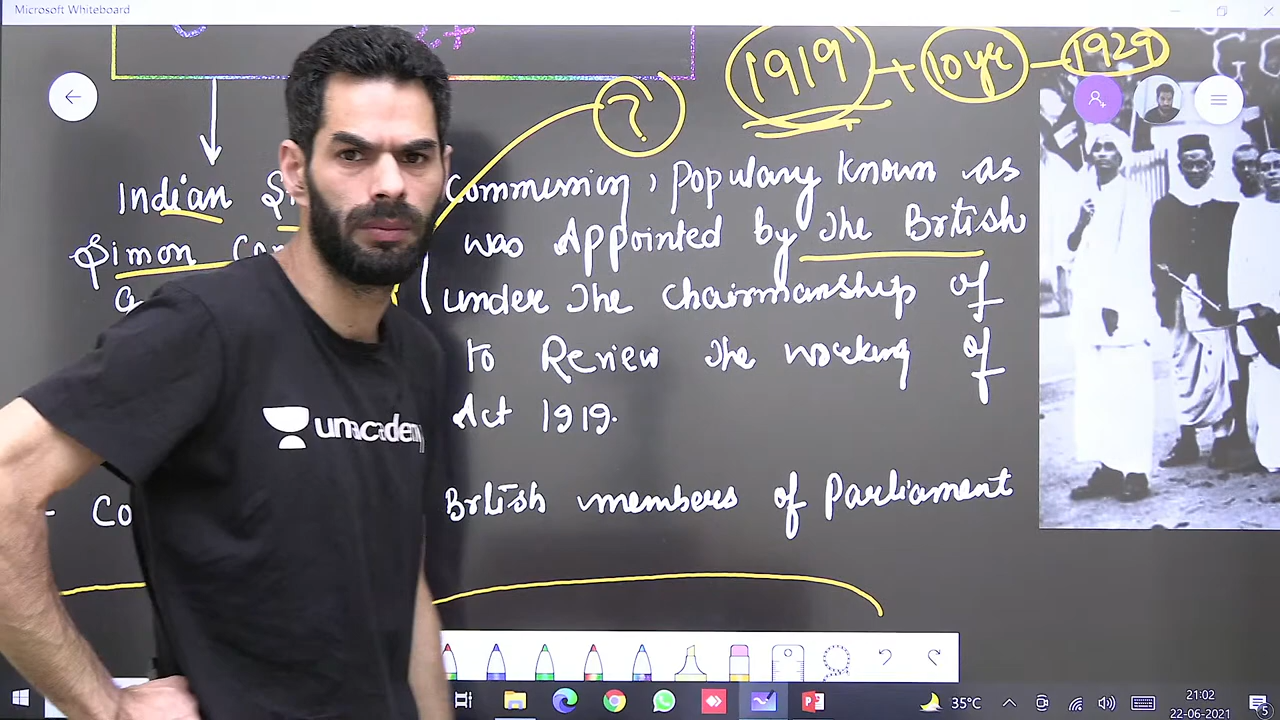 Microsoft Whiteboard
1919 + 10yr - 1929
?
Indian Commission, Popularly Known as
Simon was Appointed by the British
under the chairmanship of
to Review the working of
Act 1919.
- Co British members of Parliament
unacademy
35°C
21:02
22-06-2021
5